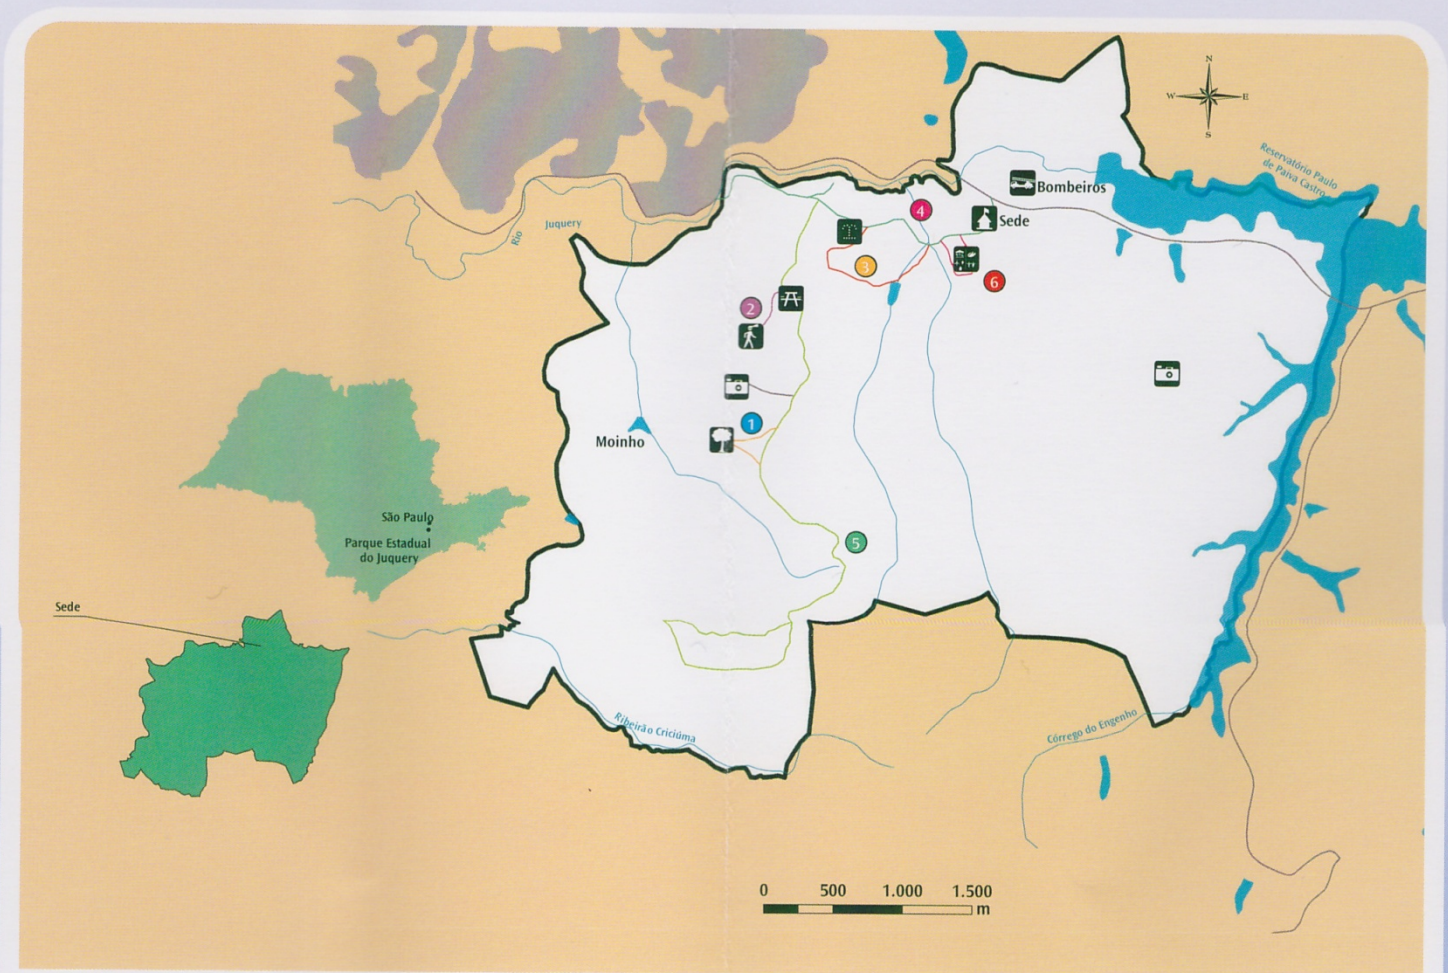 N
W
E
S
Reservatório Paulo
de Paiva Castro
Bombeiros
4
Sede
Rio
Juquery
3
6
2
1
Moinho
São Paulo
Parque Estadual
do Juquery
5
Sede
Ribeirão Criciúma
Córrego do Engenho
0 500 1.000 1.500
m